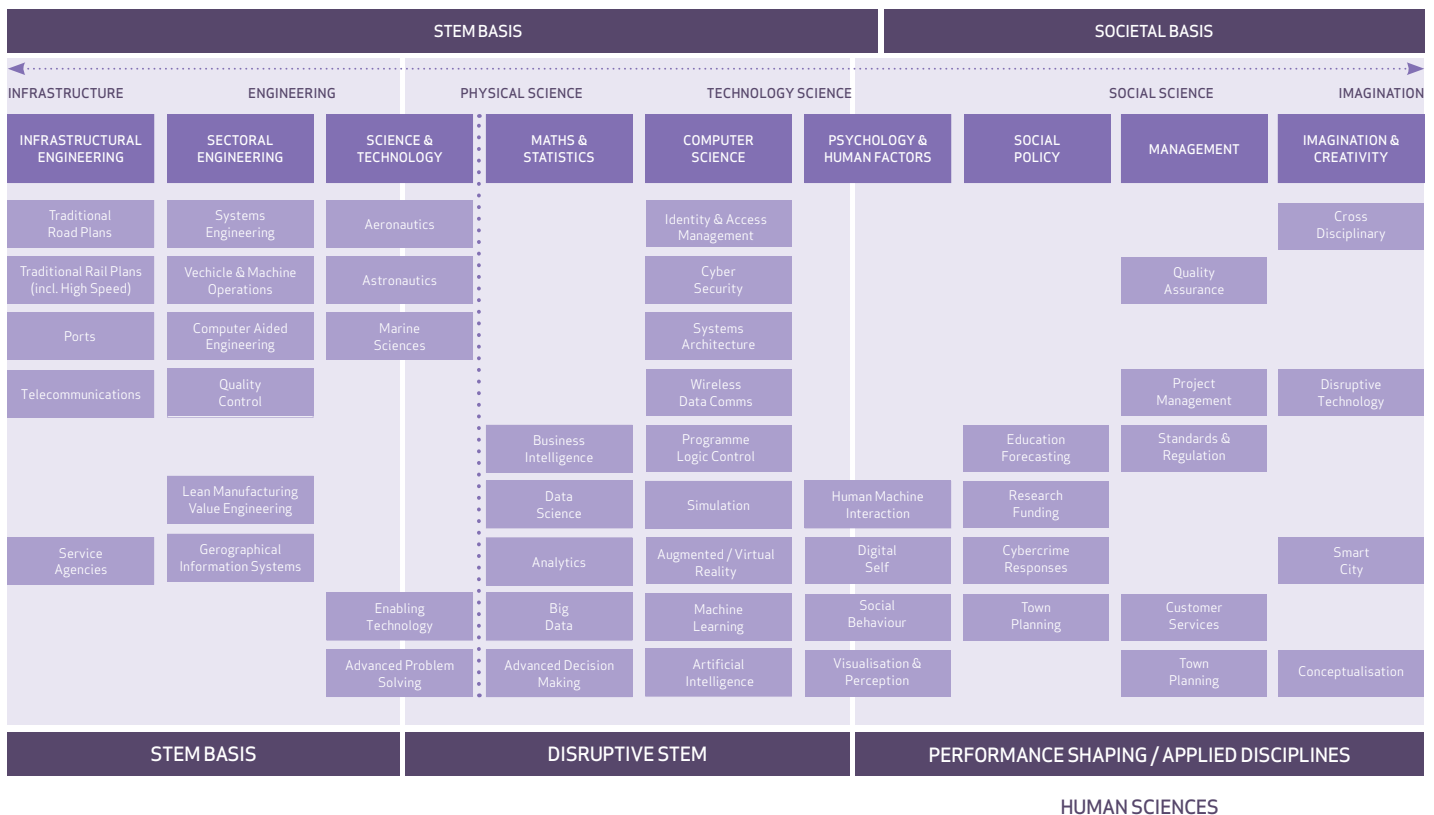 STEM BASIS
SOCIETAL BASIS
INFRASTRUCTURE
ENGINEERING
PHYSICAL SCIENCE
TECHNOLOGY SCIENCE
SOCIAL SCIENCE
IMAGINATION
INFRASTRUCTURAL
ENGINEERING
SECTORAL
ENGINEERING
SCIENCE &
TECHNOLOGY
MATHS &
STATISTICS
COMPUTER
SCIENCE
PSYCHOLOGY &
HUMAN FACTORS
SOCIAL
POLICY
MANAGEMENT
IMAGINATION &
CREATIVITY
Traditional
Road Plans
Systems
Engineering
Aeronautics
Identity & Access
Management
Cross
Disciplinary
Traditional Rail Plans
(incl. High Speed)
Vechicle & Machine
Operations
Astronautics
Cyber
Security
Quality
Assurance
Ports
Computer Aided
Engineering
Marine
Sciences
Systems
Architecture
Telecommunications
Quality
Control
Wireless
Data Comms
Project
Management
Disruptive
Technology
Business
Intelligence
Programme
Logic Control
Education
Forecasting
Standards &
Regulation
Lean Manufacturing
Value Engineering
Data
Science
Simulation
Human Machine
Interaction
Research
Funding
Service
Agencies
Gerographical
Information Systems
Analytics
Augmented / Virtual
Reality
Digital
Self
Cybercrime
Responses
Smart
City
Enabling
Technology
Big
Data
Machine
Learning
Social
Behaviour
Town
Planning
Customer
Services
Advanced Problem
Solving
Advanced Decision
Making
Artificial
Intelligence
Visualisation &
Perception
Town
Planning
Conceptualisation
STEM BASIS
DISRUPTIVE STEM
PERFORMANCE SHAPING / APPLIED DISCIPLINES
HUMAN SCIENCES